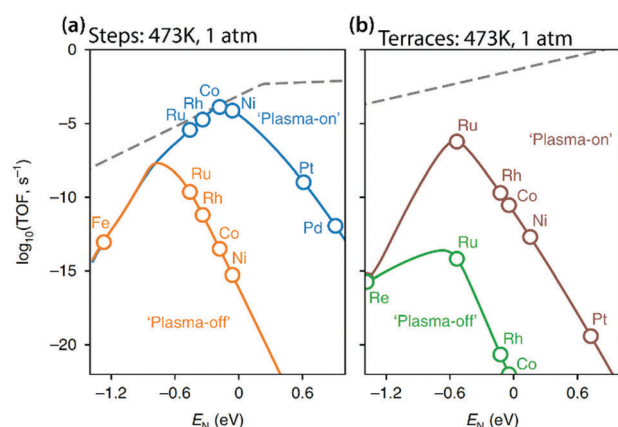 (a) Steps: 473K, 1 atm
(b) Terraces: 473K, 1 atm
log₁₀(TOF, s⁻¹)
0
−5
−10
−15
−20
Co
Rh
Ni
Ru
'Plasma-on'
Ru
Rh
Pt
Fe
Co
Pd
Ni
'Plasma-off'
−1.2
−0.6
0
0.6
E_N (eV)
Ru
'Plasma-on'
Rh
Co
Ru
Ni
Re
'Plasma-off'
Pt
Rh
Co
−1.2
−0.6
0
0.6
E_N (eV)